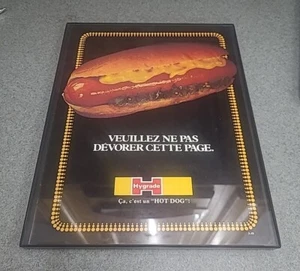 VEUILLEZ NE PAS
DÉVORER CETTE PAGE.
Hygrade
Ça, c'est un "HOT DOG"!